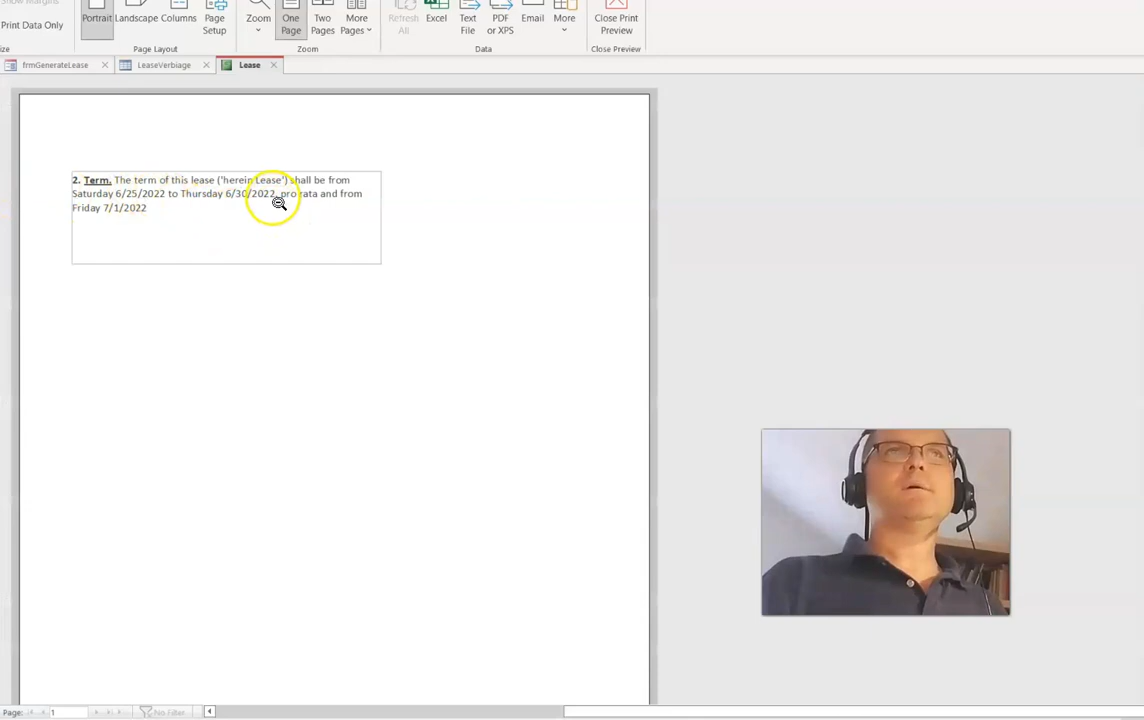 Show Margins
Print Data Only
ize
Portrait
Landscape
Columns
Page
Setup
Page Layout
Zoom
One
Page
Two
Pages
More
Pages
Zoom
Refresh
All
Excel
Text
File
PDF
or XPS
Email
More
Data
Close Print
Preview
Close Preview
frmGenerateLease
LeaseVerbiage
Lease
2. Term. The term of this lease ('herein Lease') shall be from
Saturday 6/25/2022 to Thursday 6/30/2022, pro rata and from
Friday 7/1/2022
Page: 1
No Filter